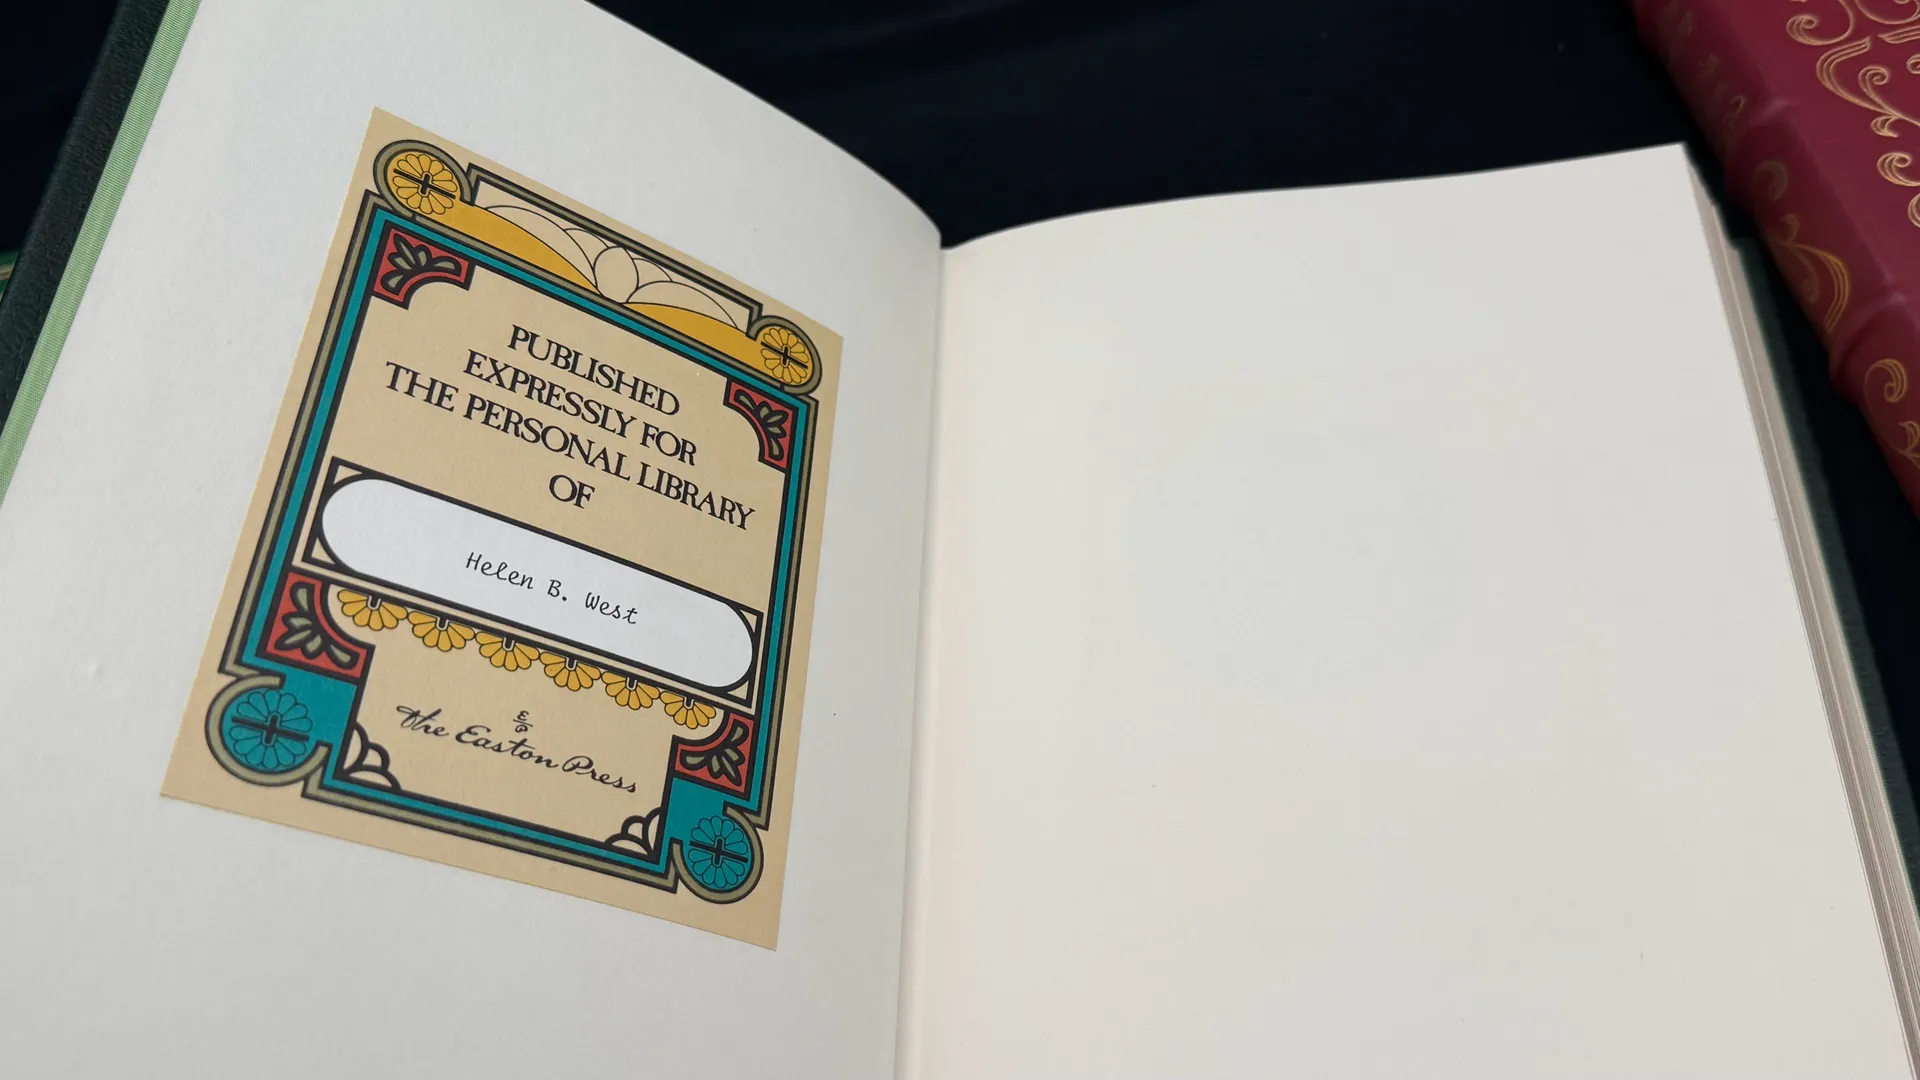 PUBLISHED
EXPRESSLY FOR
THE PERSONAL LIBRARY
OF
Helen B. West
E
P
The Easton Press